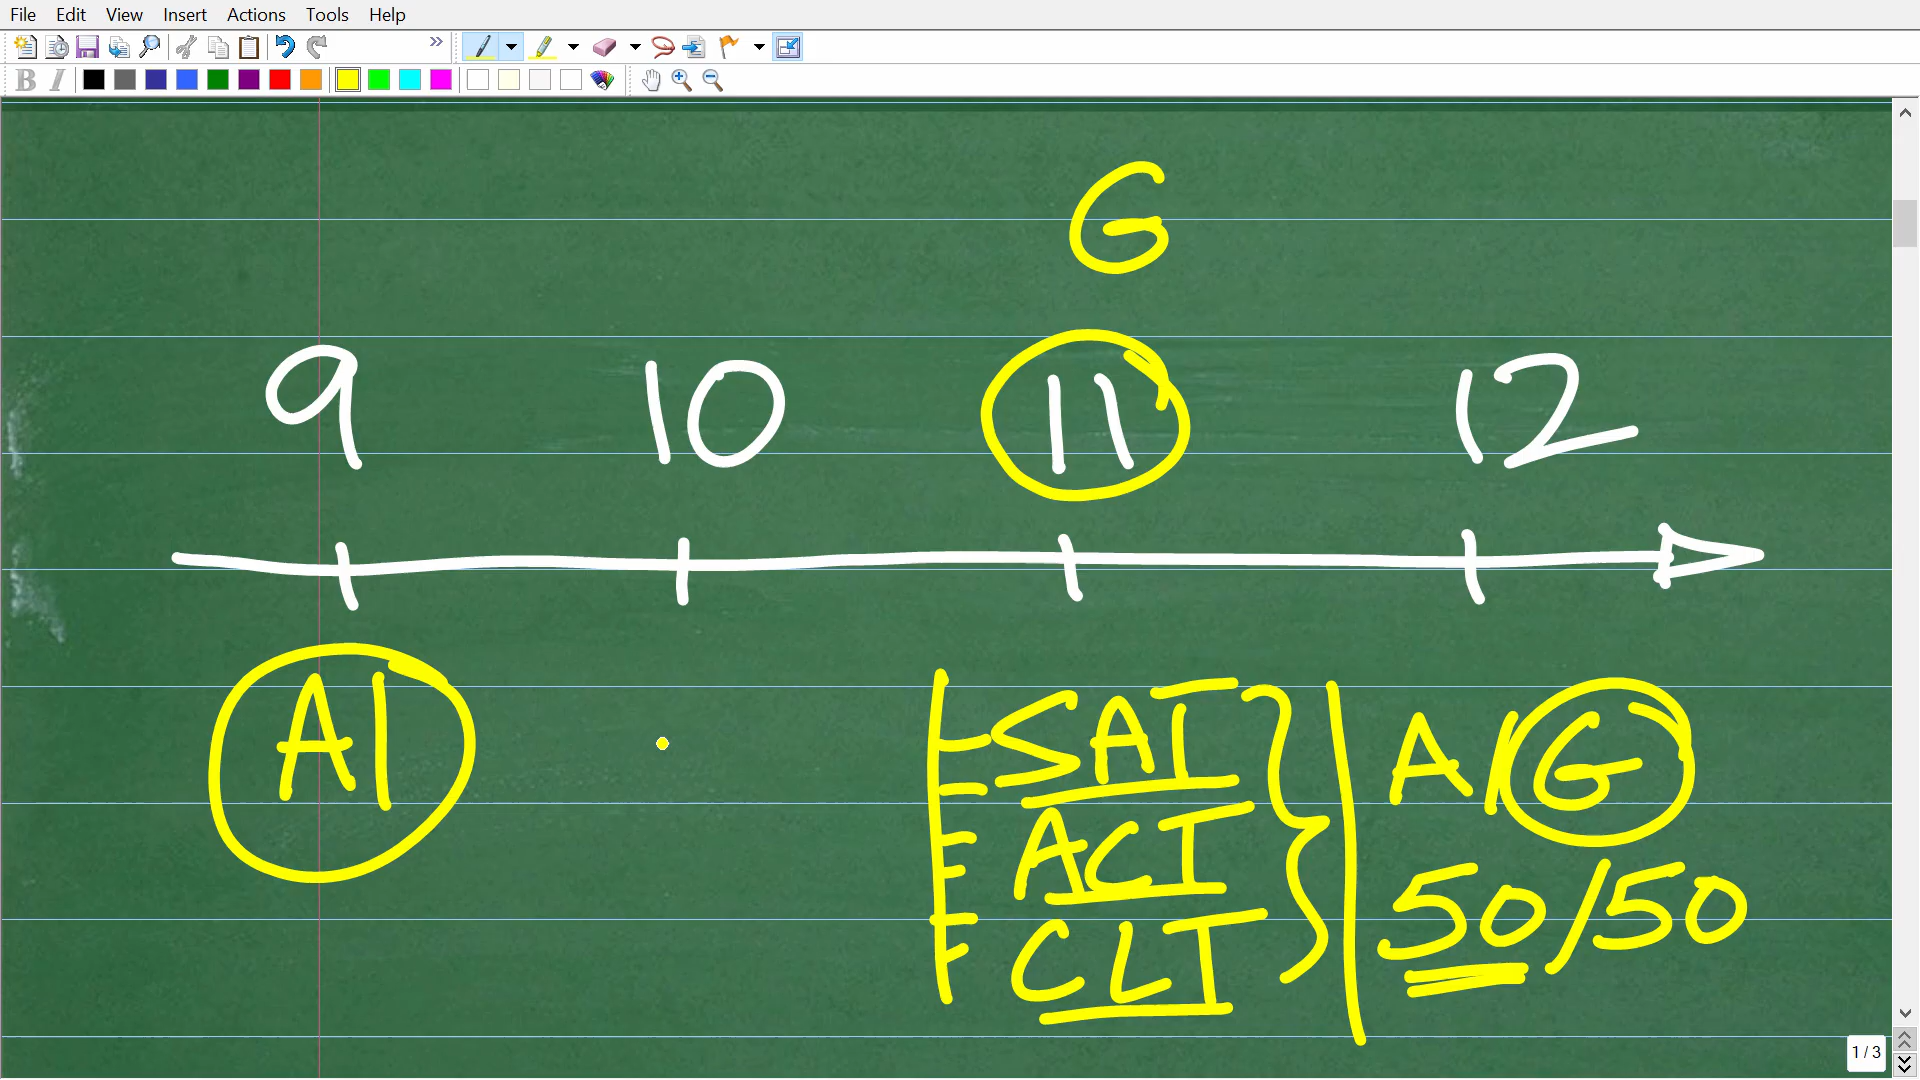 File Edit View Insert Actions Tools Help
B I
G
9 10 11 12
A1
SAT
ACT
CLT
A/G
50/50
1/3